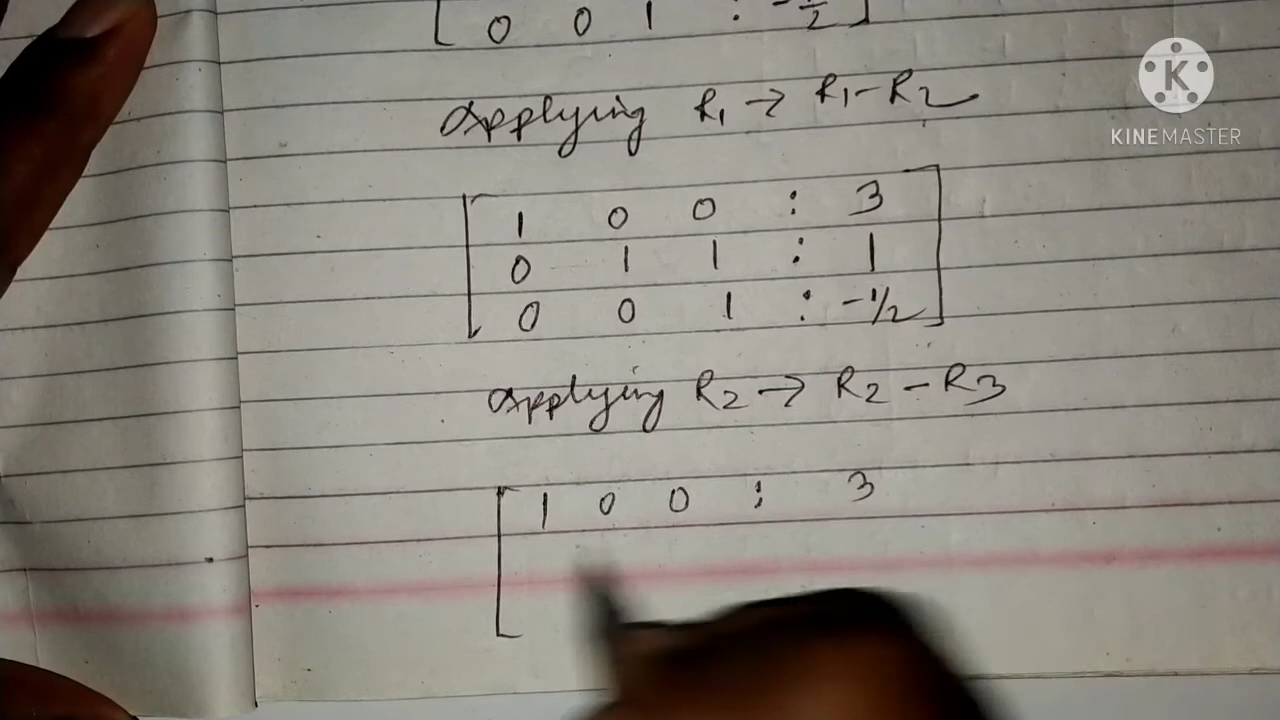 0 0 1 : -1/2
Applying R1 → R1-R2
K
KINEMASTER
1 0 0 : 3
0 1 1 : 1
0 0 1 : -1/2
Applying R2 → R2 - R3
1 0 0 : 3